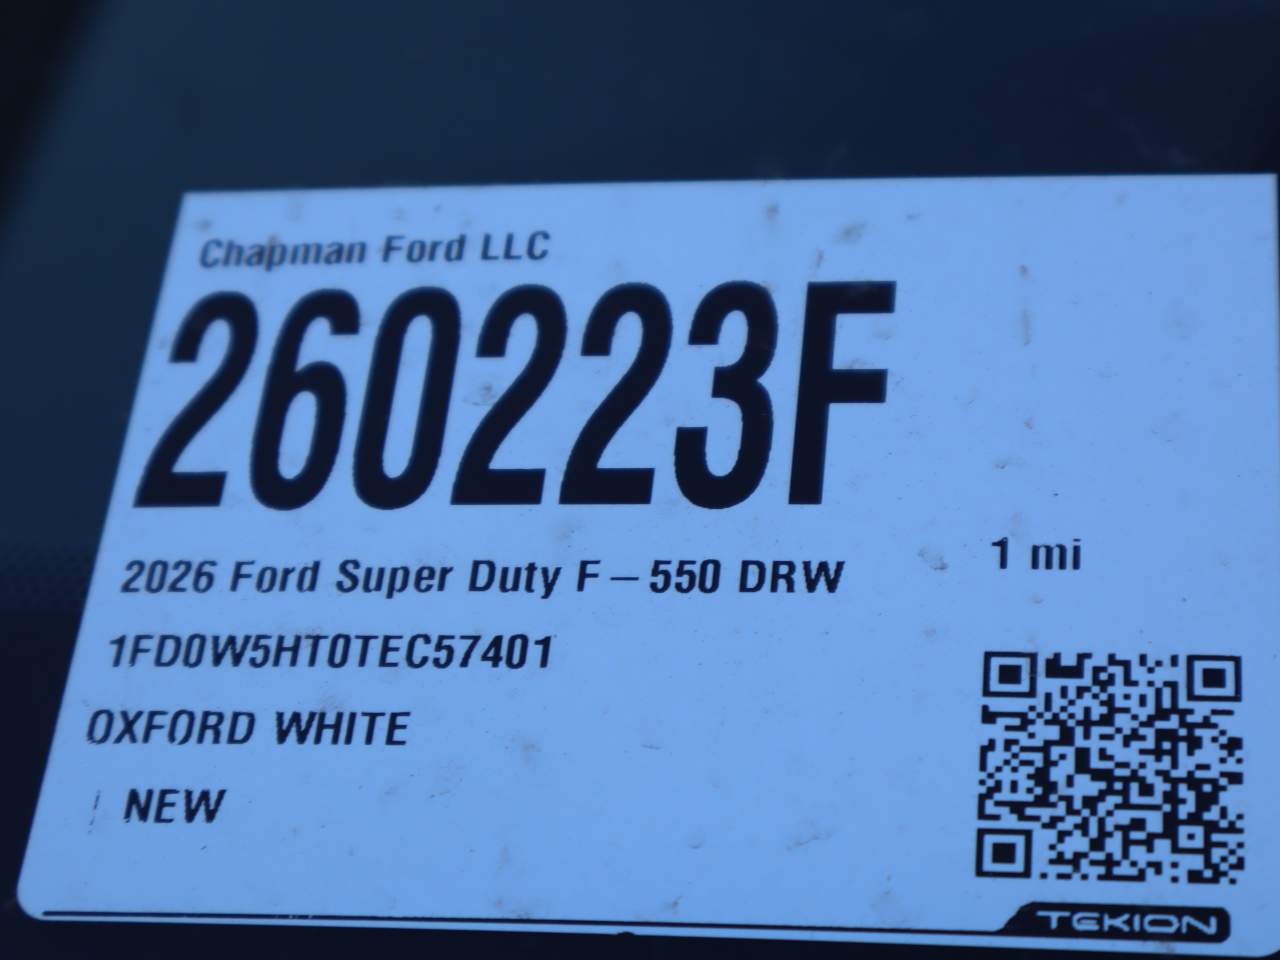 Chapman Ford LLC
260223F
2026 Ford Super Duty F-550 DRW
1 mi
1FD0W5HT0TEC57401
OXFORD WHITE
NEW
TEKION